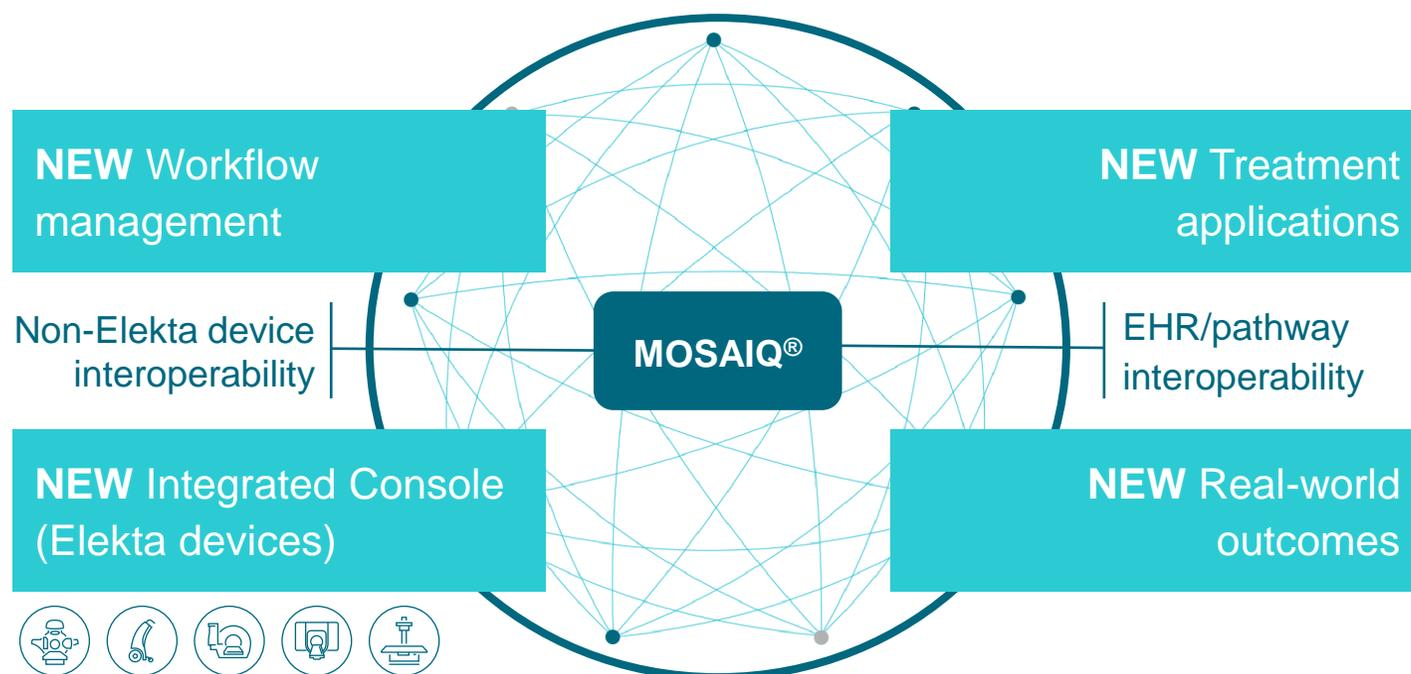 NEW Workflow
management
NEW Treatment
applications
Non-Elekta device
interoperability
MOSAIQ®
EHR/pathway
interoperability
NEW Integrated Console
(Elekta devices)
NEW Real-world
outcomes